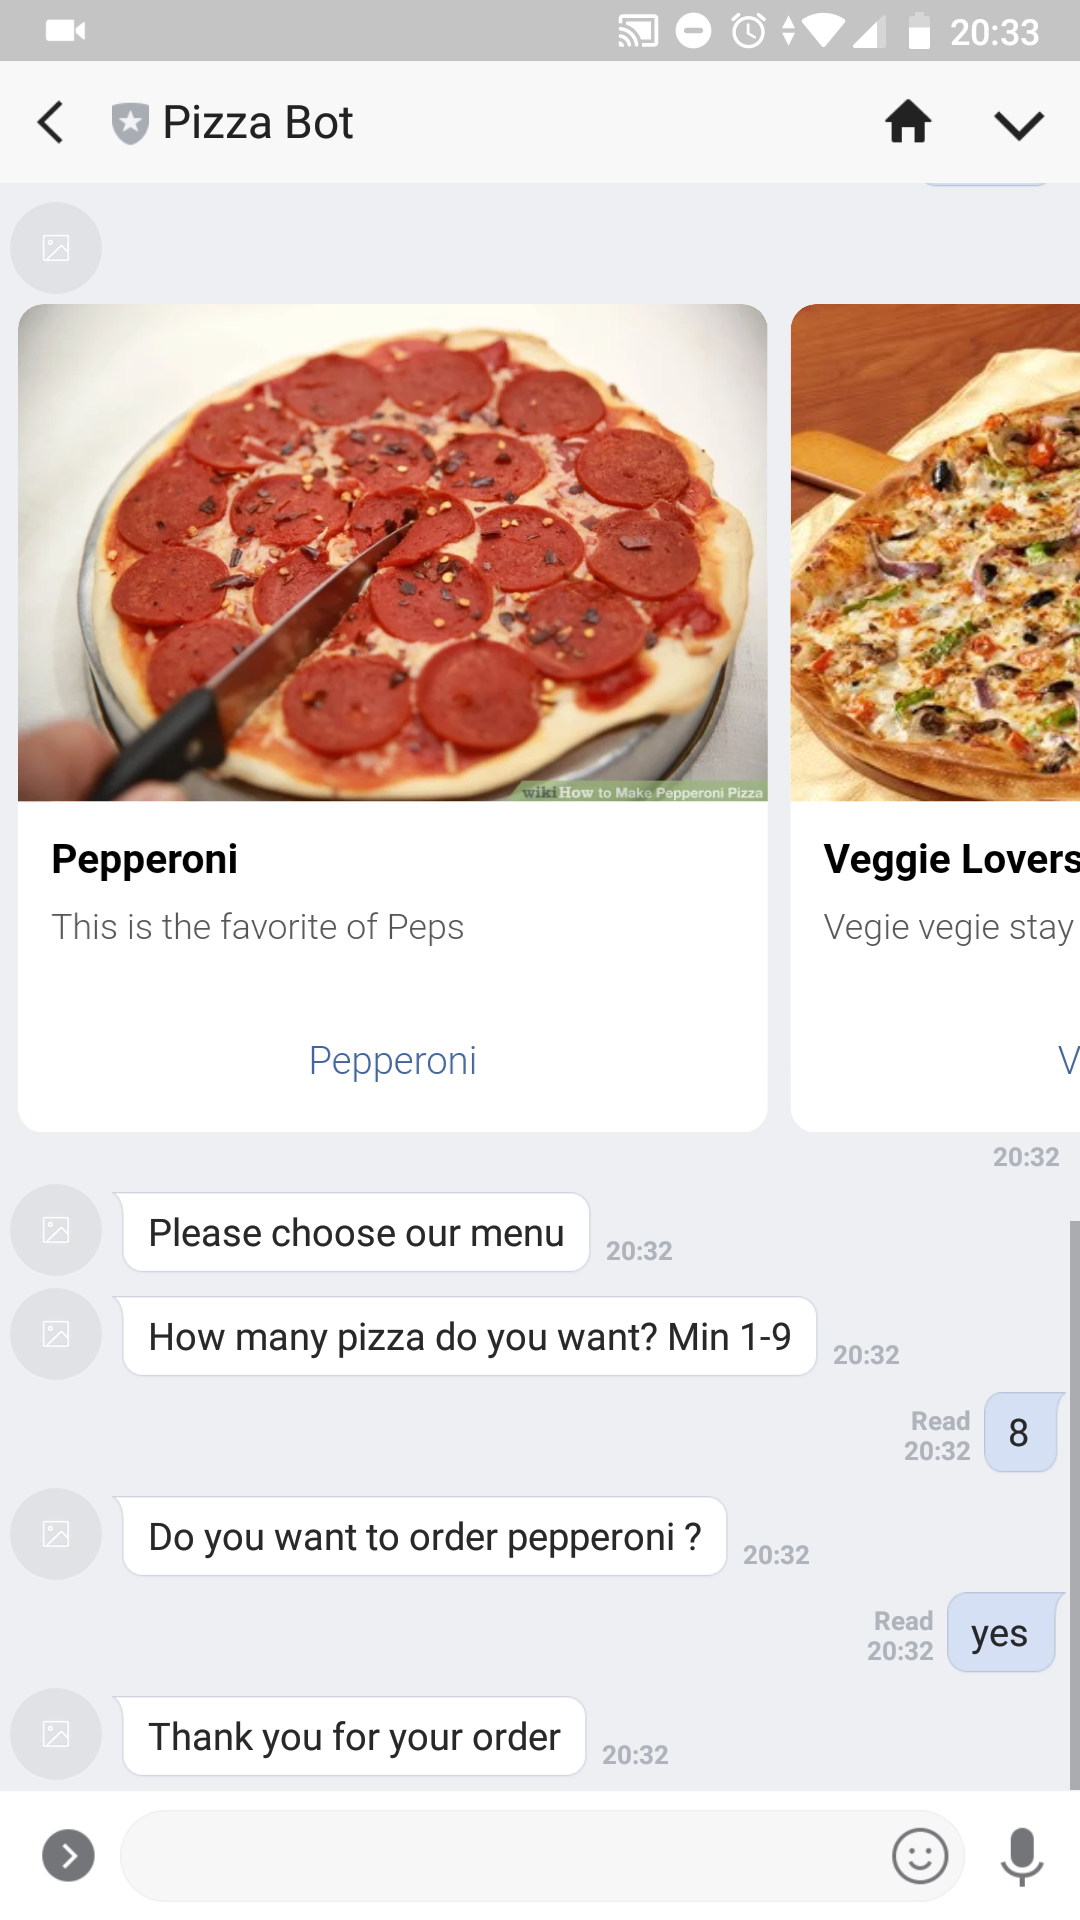 20:33
Pizza Bot
wikiHow to Make Pepperoni Pizza
Pepperoni
This is the favorite of Peps
Pepperoni
Veggie Lovers
Vegie vegie stay
V
20:32
Please choose our menu
20:32
How many pizza do you want? Min 1-9
20:32
Read
20:32
8
Do you want to order pepperoni ?
20:32
Read
20:32
yes
Thank you for your order
20:32